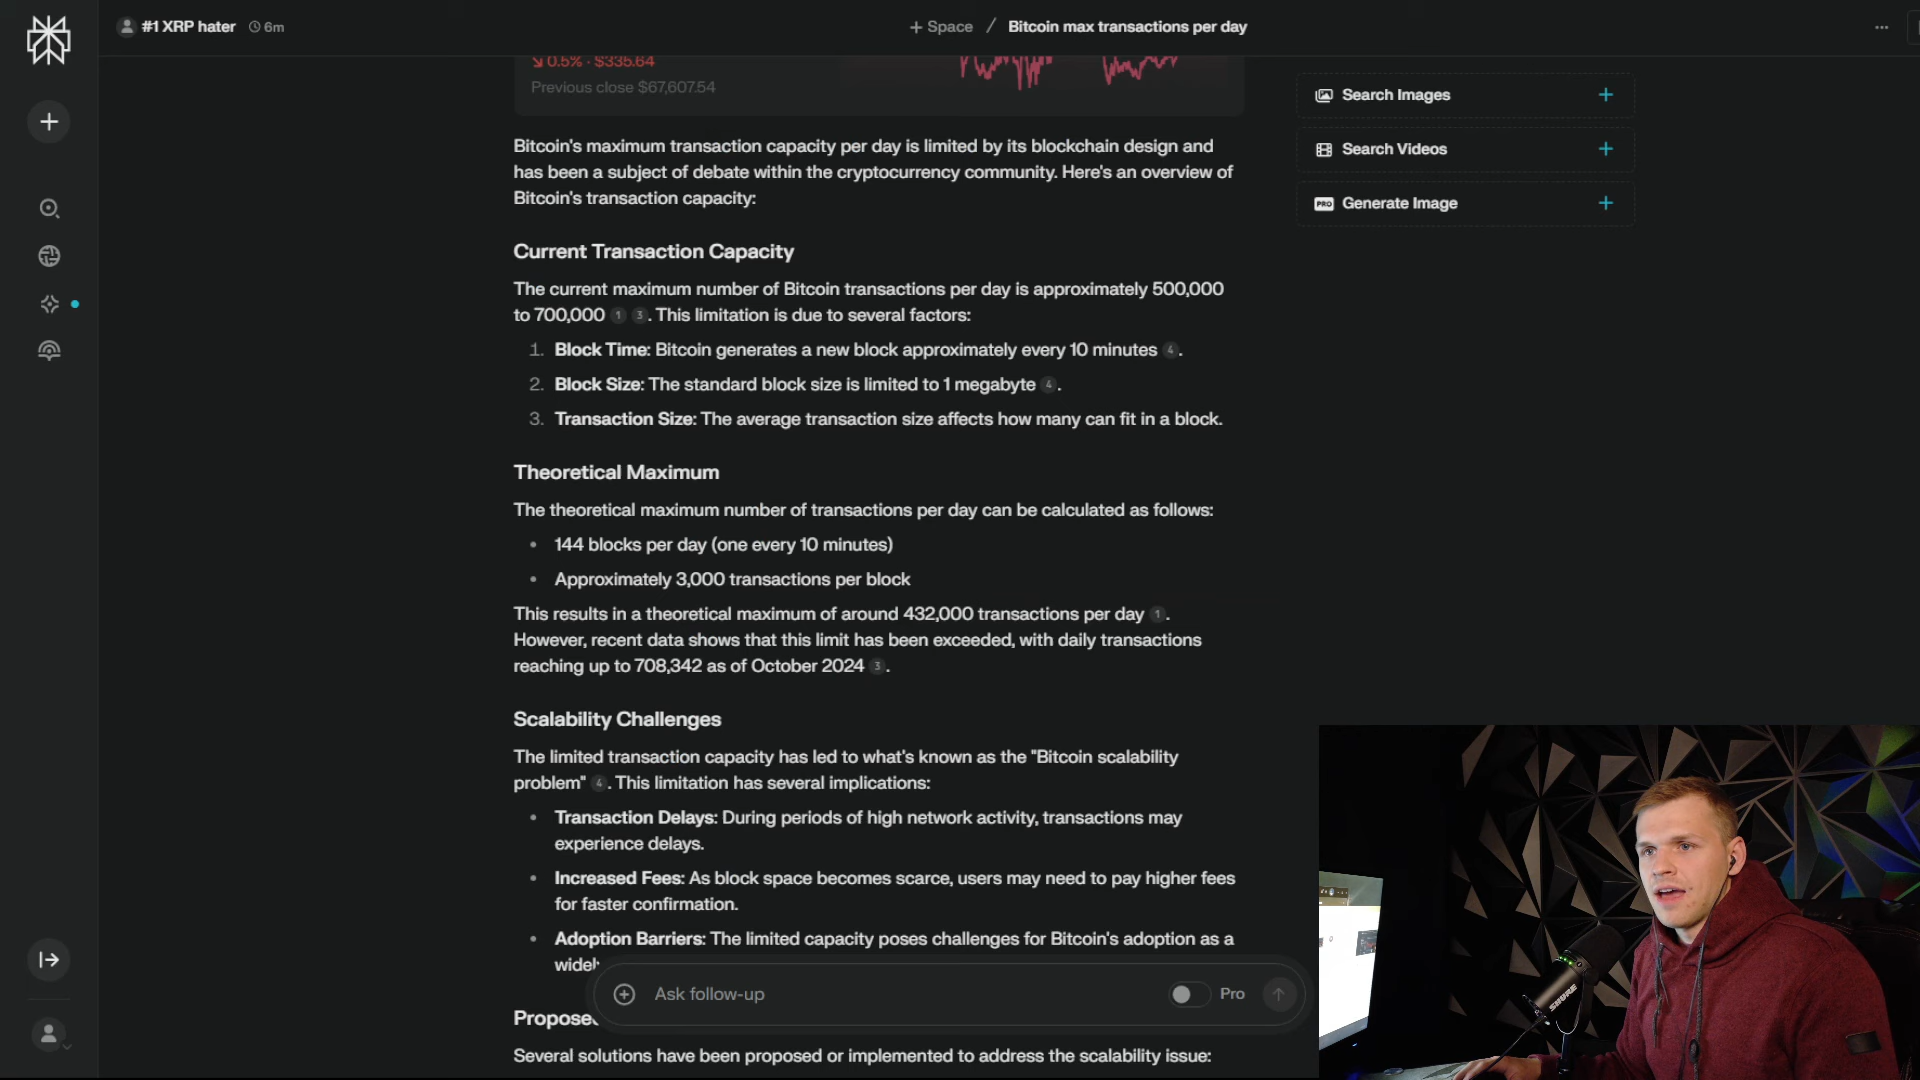 #1 XRP hater 6m
+ Space / Bitcoin max transactions per day
0.5% · $335.64
Previous close $67,607.54
Search Images
Search Videos
PRO Generate Image
Bitcoin's maximum transaction capacity per day is limited by its blockchain design and
has been a subject of debate within the cryptocurrency community. Here's an overview of
Bitcoin's transaction capacity:
Current Transaction Capacity
The current maximum number of Bitcoin transactions per day is approximately 500,000
to 700,000 1 3. This limitation is due to several factors:
1. Block Time: Bitcoin generates a new block approximately every 10 minutes 4.
2. Block Size: The standard block size is limited to 1 megabyte 4.
3. Transaction Size: The average transaction size affects how many can fit in a block.
Theoretical Maximum
The theoretical maximum number of transactions per day can be calculated as follows:
• 144 blocks per day (one every 10 minutes)
• Approximately 3,000 transactions per block
This results in a theoretical maximum of around 432,000 transactions per day 1.
However, recent data shows that this limit has been exceeded, with daily transactions
reaching up to 708,342 as of October 2024 3.
Scalability Challenges
The limited transaction capacity has led to what's known as the "Bitcoin scalability
problem" 4. This limitation has several implications:
• Transaction Delays: During periods of high network activity, transactions may
experience delays.
• Increased Fees: As block space becomes scarce, users may need to pay higher fees
for faster confirmation.
• Adoption Barriers: The limited capacity poses challenges for Bitcoin's adoption as a
Ask follow-up
Pro
Several solutions have been proposed or implemented to address the scalability issue:
SHURE